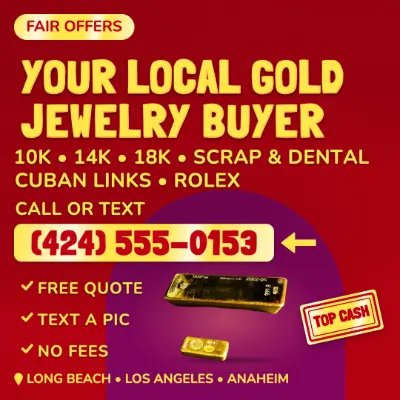 FAIR OFFERS
YOUR LOCAL GOLD
JEWELRY BUYER
10K • 14K • 18K • SCRAP & DENTAL
CUBAN LINKS • ROLEX
CALL OR TEXT
(424) 555-0153
FREE QUOTE
TEXT A PIC
NO FEES
TOP CASH
LONG BEACH • LOS ANGELES • ANAHEIM